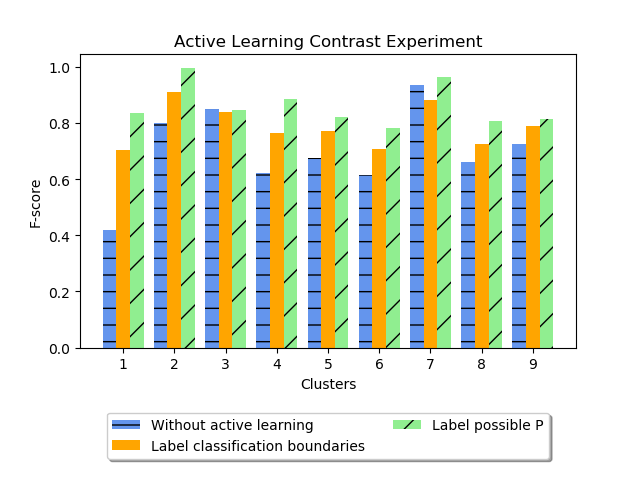 Active Learning Contrast Experiment
1.0
0.8
0.6
0.4
0.2
0.0
F-score
1 2 3 4 5 6 7 8 9
Clusters
Without active learning
Label classification boundaries
Label possible P